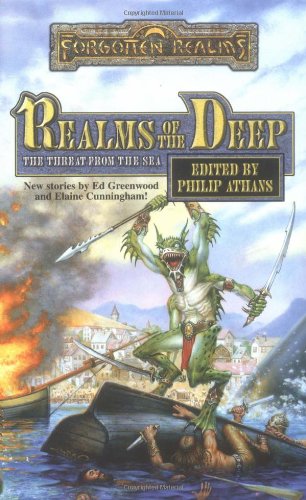 FORGOTTEN REALMS
REALMS OF THE DEEP
THE THREAT FROM THE SEA
EDITED BY
PHILIP ATHANS
New stories by Ed Greenwood
and Elaine Cunningham!